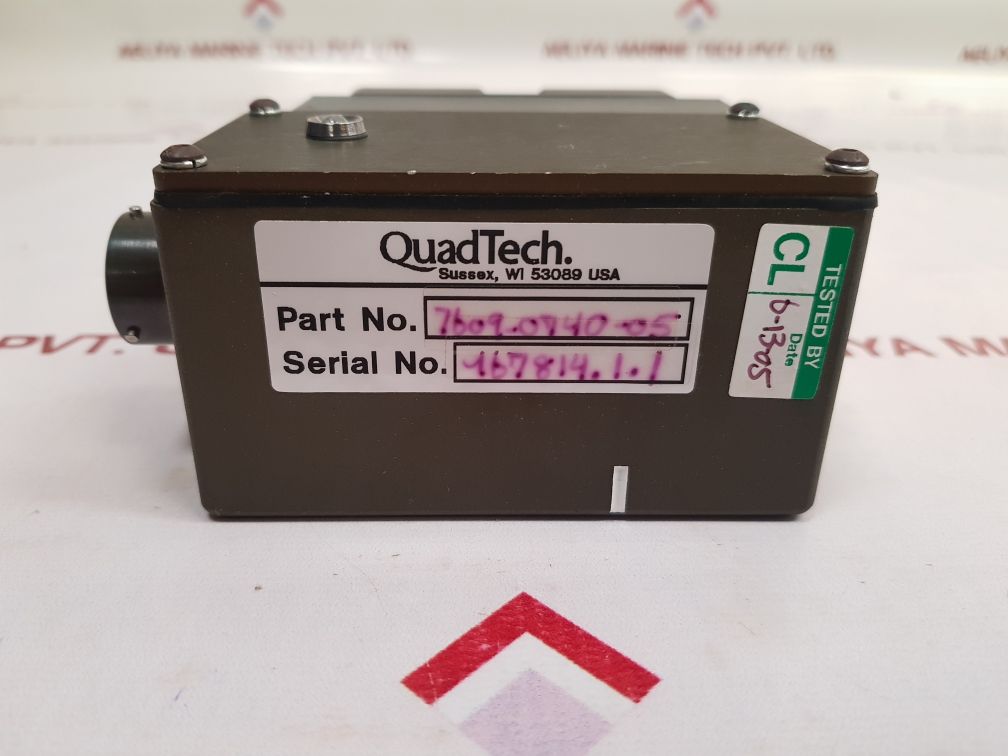 QuadTech.
Sussex, WI 53089 USA
Part No. 7609-0740-05
Serial No. 167814.1.1
TESTED BY
CL
Date
6-13-05